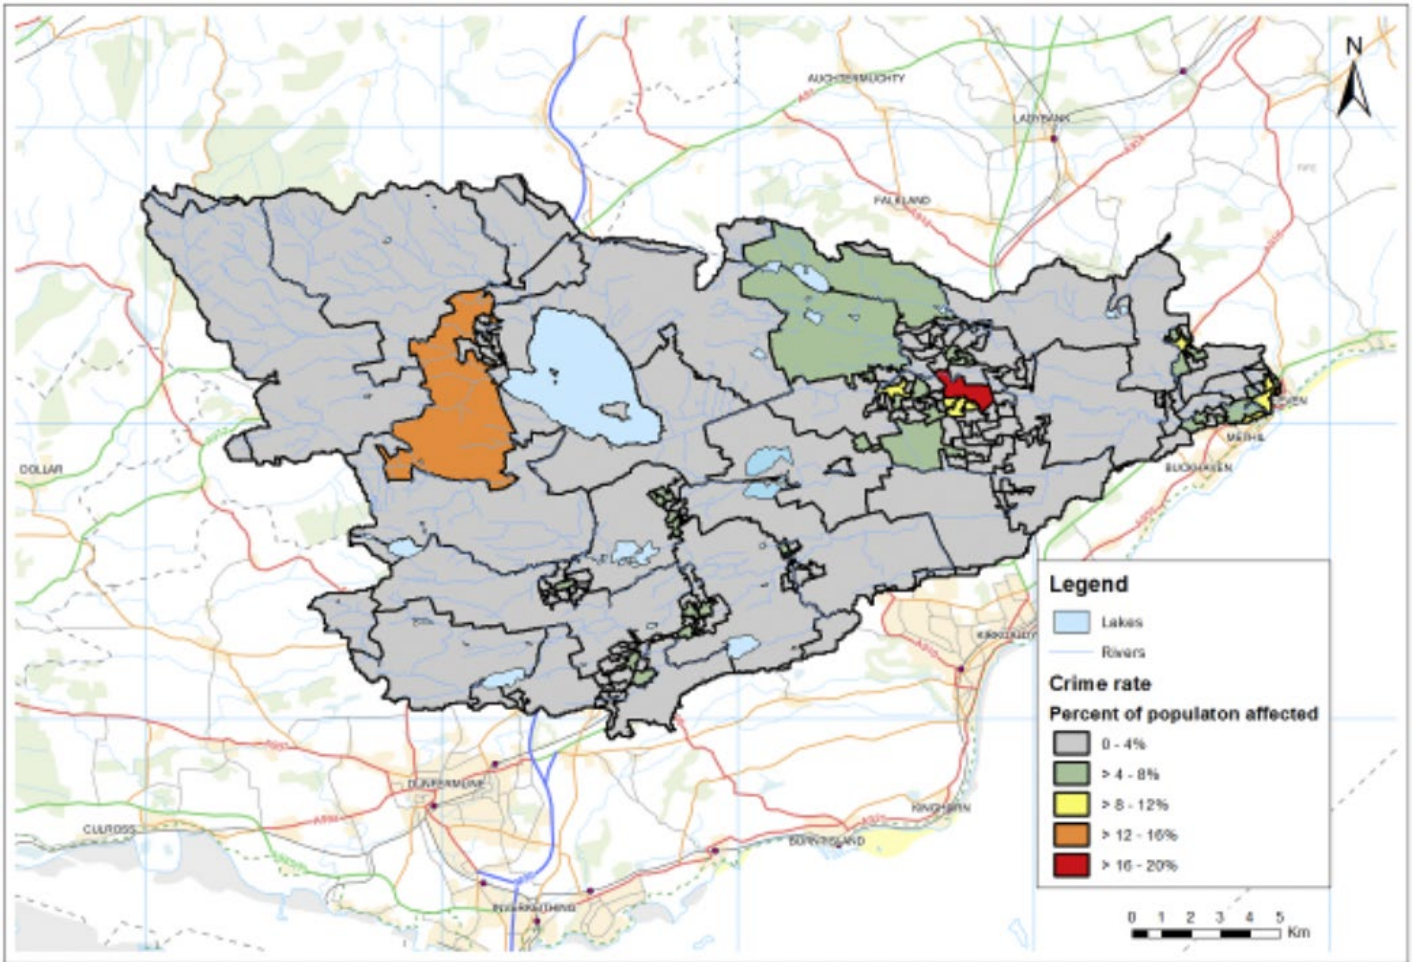 N
AUCHTERMUCHTY
A91
LADYBANK
FALKLAND
DOLLAR
METHIL
BUCKHAVEN
KIRKCALDY
DUNFERMLINE
CULROSS
KINGHORN
BURNTISLAND
INVERKEITHING
Legend
Lakes
Rivers
Crime rate
Percent of populaton affected
0 - 4%
> 4 - 8%
> 8 - 12%
> 12 - 16%
> 16 - 20%
0 1 2 3 4 5
Km